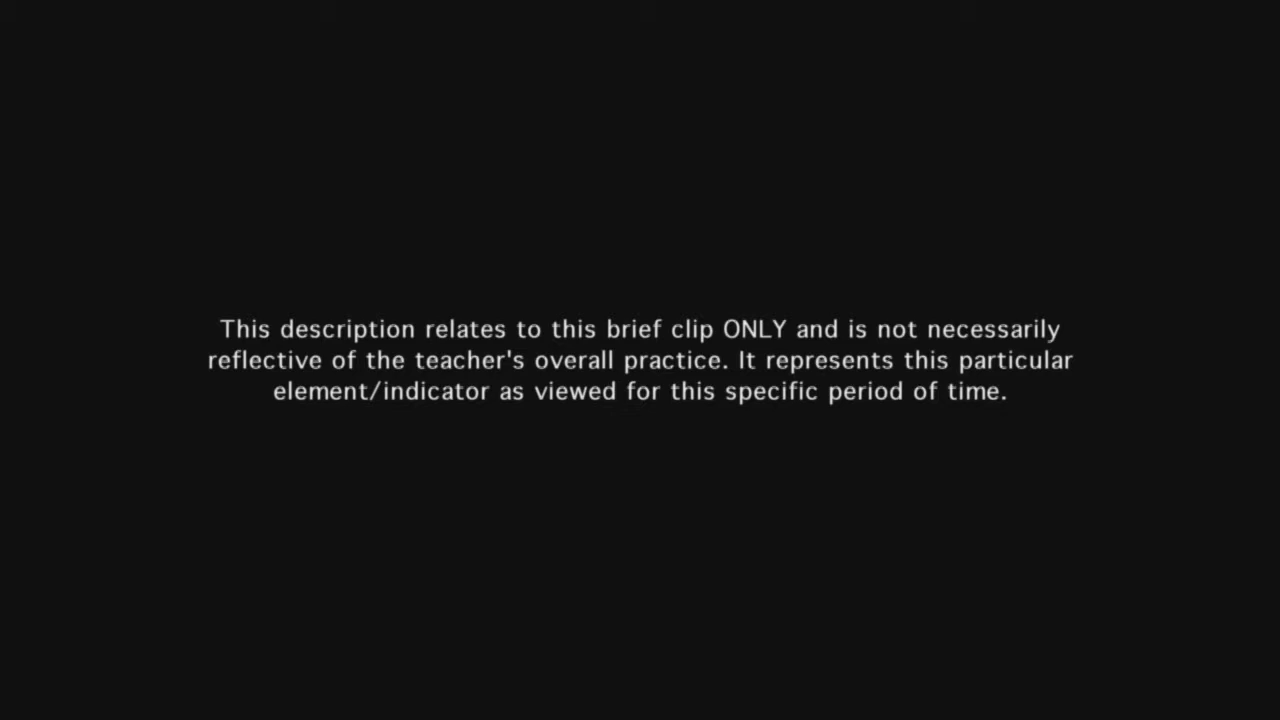 This description relates to this brief clip ONLY and is not necessarily
reflective of the teacher's overall practice. It represents this particular
element/indicator as viewed for this specific period of time.